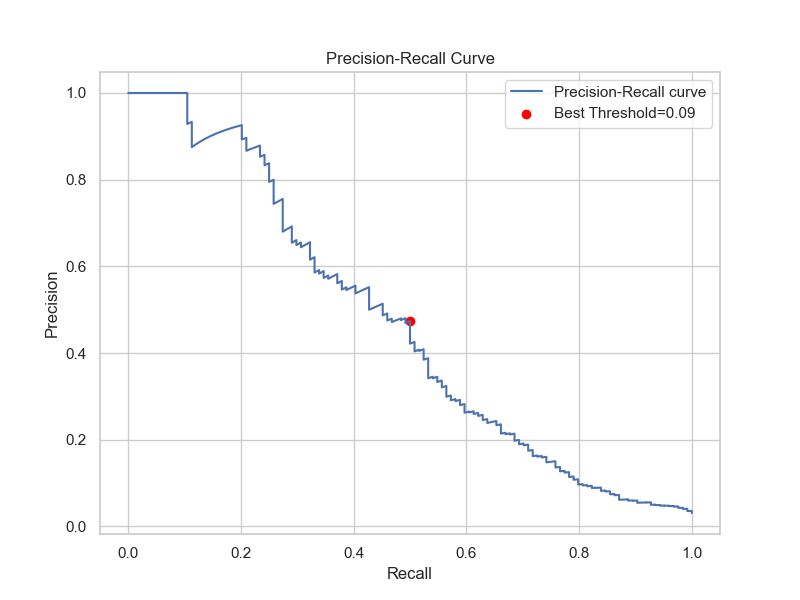 Precision-Recall Curve
Precision-Recall curve
Best Threshold=0.09
1.0
0.8
0.6
0.4
0.2
0.0
Precision
0.0 0.2 0.4 0.6 0.8 1.0
Recall